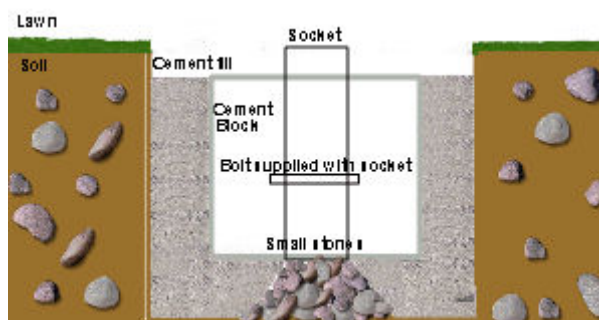 Lawn
Socket
Soil
Cement fill
Cement
Block
Bolt supplied with socket
Small stones